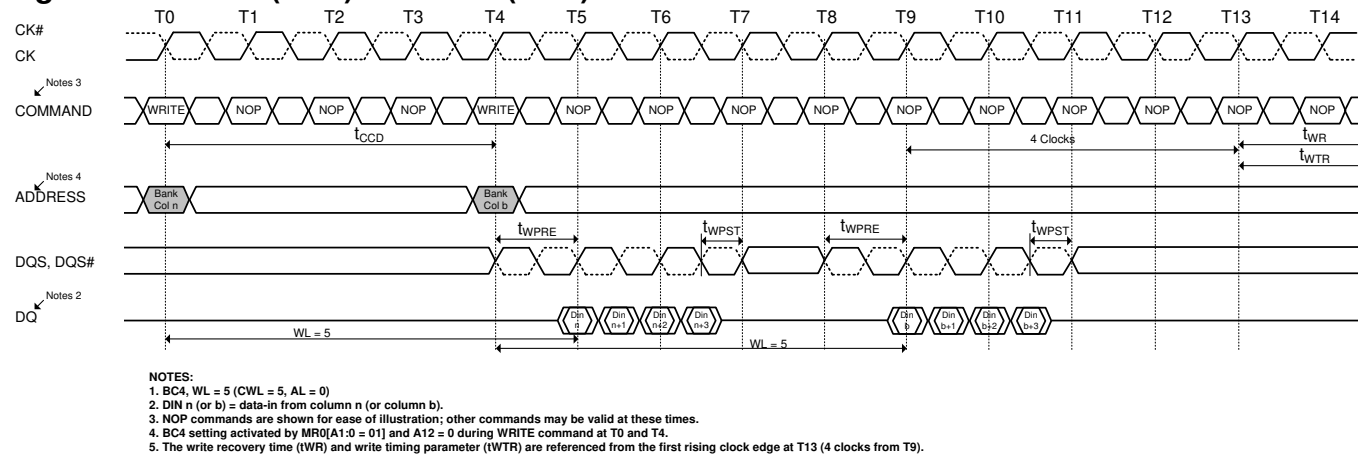 T0 T1 T2 T3 T4 T5 T6 T7 T8 T9 T10 T11 T12 T13 T14
CK#
CK
Notes 3
COMMAND WRITE NOP NOP NOP WRITE NOP NOP NOP NOP NOP NOP NOP NOP NOP NOP
tCCD 4 Clocks tWR
tWTR
Notes 4
ADDRESS
Bank Bank
Col n Col b
tWPRE tWPST tWPRE tWPST
DQS, DQS#
Notes 2
DQ
Din Din Din Din Din Din Din Din
n n+1 n+2 n+3 b b+1 b+2 b+3
WL = 5
WL = 5
NOTES:
1. BC4, WL = 5 (CWL = 5, AL = 0)
2. DIN n (or b) = data-in from column n (or column b).
3. NOP commands are shown for ease of illustration; other commands may be valid at these times.
4. BC4 setting activated by MR0[A1:0 = 01] and A12 = 0 during WRITE command at T0 and T4.
5. The write recovery time (tWR) and write timing parameter (tWTR) are referenced from the first rising clock edge at T13 (4 clocks from T9).